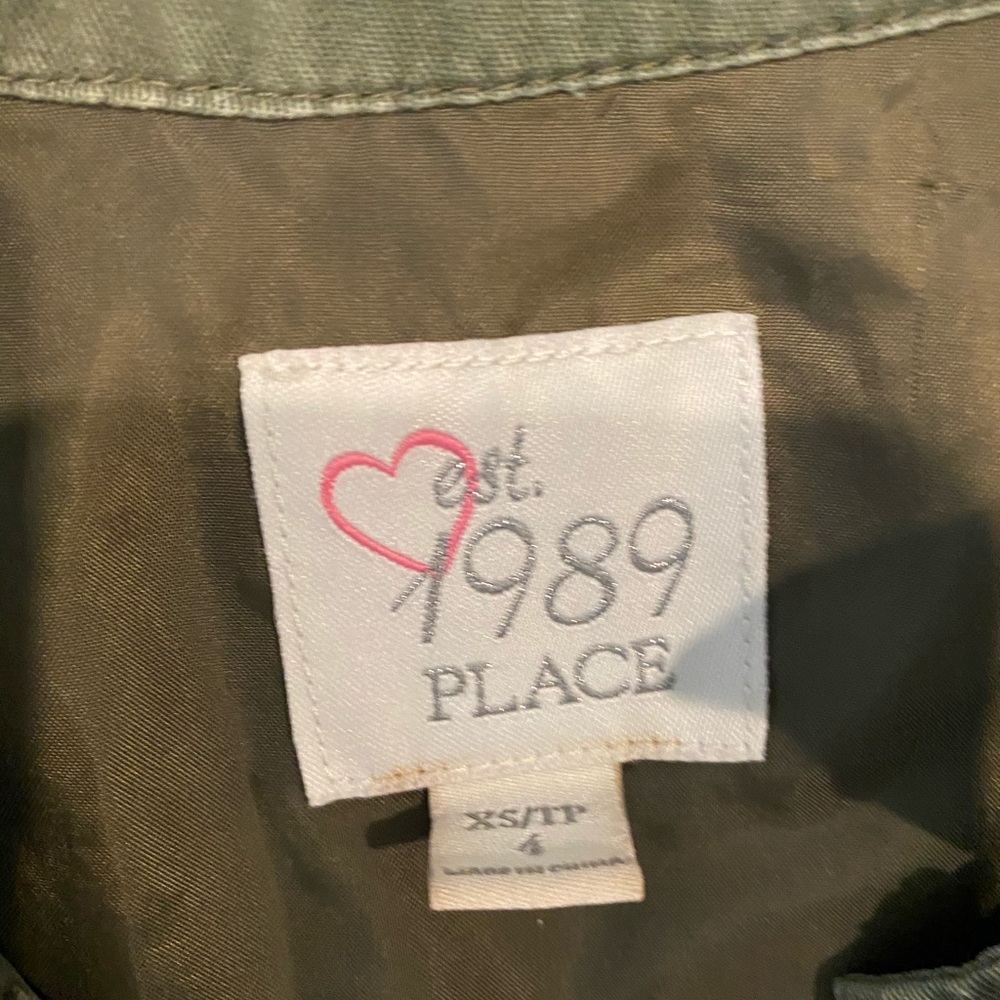 est.
1989
PLACE
XS/TP
4
MADE IN CHINA